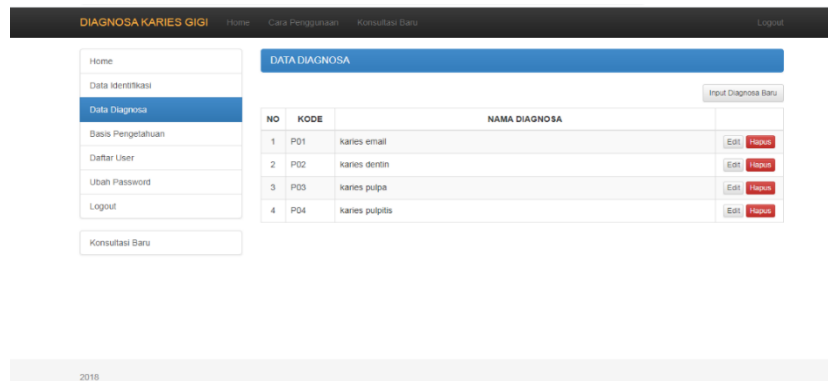 DIAGNOSA KARIES GIGI Home Cara Penggunaan Konsultasi Baru Logout
Home
Data Identifikasi
Data Diagnosa
Basis Pengetahuan
Daftar User
Ubah Password
Logout
Konsultasi Baru
DATA DIAGNOSA
Input Diagnosa Baru
NO KODE NAMA DIAGNOSA
1 P01 karies email Edit Hapus
2 P02 karies dentin Edit Hapus
3 P03 karies pulpa Edit Hapus
4 P04 karies pulpitis Edit Hapus
2018